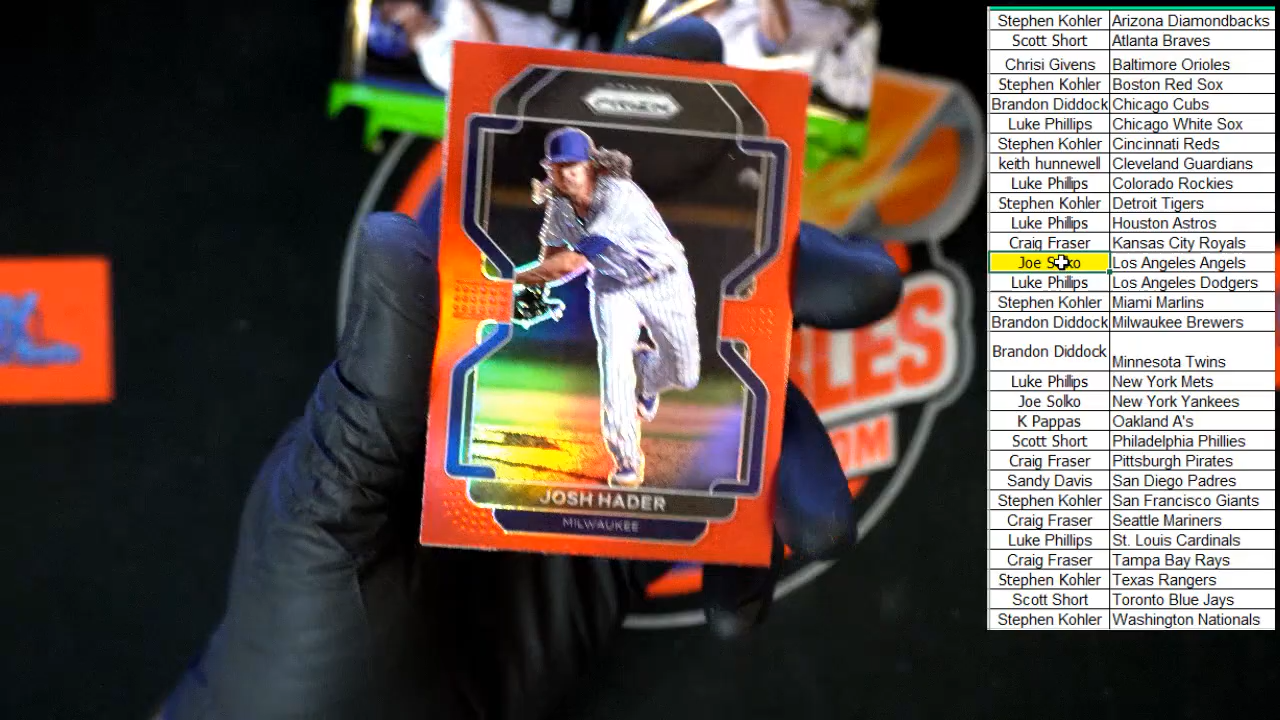 PRIZM
JOSH HADER
MILWAUKEE
BLES
OM
Stephen Kohler Arizona Diamondbacks
Scott Short Atlanta Braves
Chrisi Givens Baltimore Orioles
Stephen Kohler Boston Red Sox
Brandon Diddock Chicago Cubs
Luke Phillips Chicago White Sox
Stephen Kohler Cincinnati Reds
keith hunnewell Cleveland Guardians
Luke Phillips Colorado Rockies
Stephen Kohler Detroit Tigers
Luke Phillips Houston Astros
Craig Fraser Kansas City Royals
Joe Solko Los Angeles Angels
Luke Phillips Los Angeles Dodgers
Stephen Kohler Miami Marlins
Brandon Diddock Milwaukee Brewers
Brandon Diddock Minnesota Twins
Luke Phillips New York Mets
Joe Solko New York Yankees
K Pappas Oakland A's
Scott Short Philadelphia Phillies
Craig Fraser Pittsburgh Pirates
Sandy Davis San Diego Padres
Stephen Kohler San Francisco Giants
Craig Fraser Seattle Mariners
Luke Phillips St. Louis Cardinals
Craig Fraser Tampa Bay Rays
Stephen Kohler Texas Rangers
Scott Short Toronto Blue Jays
Stephen Kohler Washington Nationals